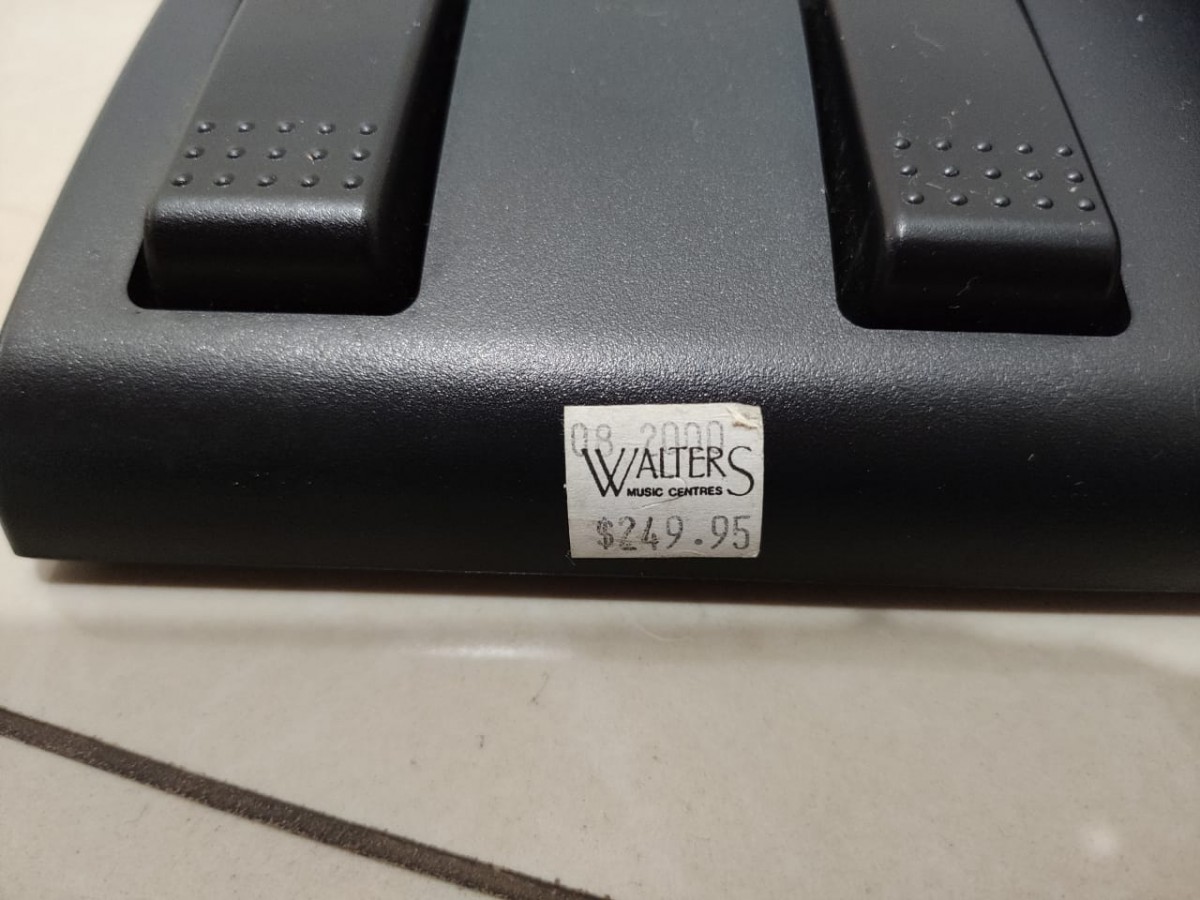 08 2000
WALTERS
MUSIC CENTRES
$249.95